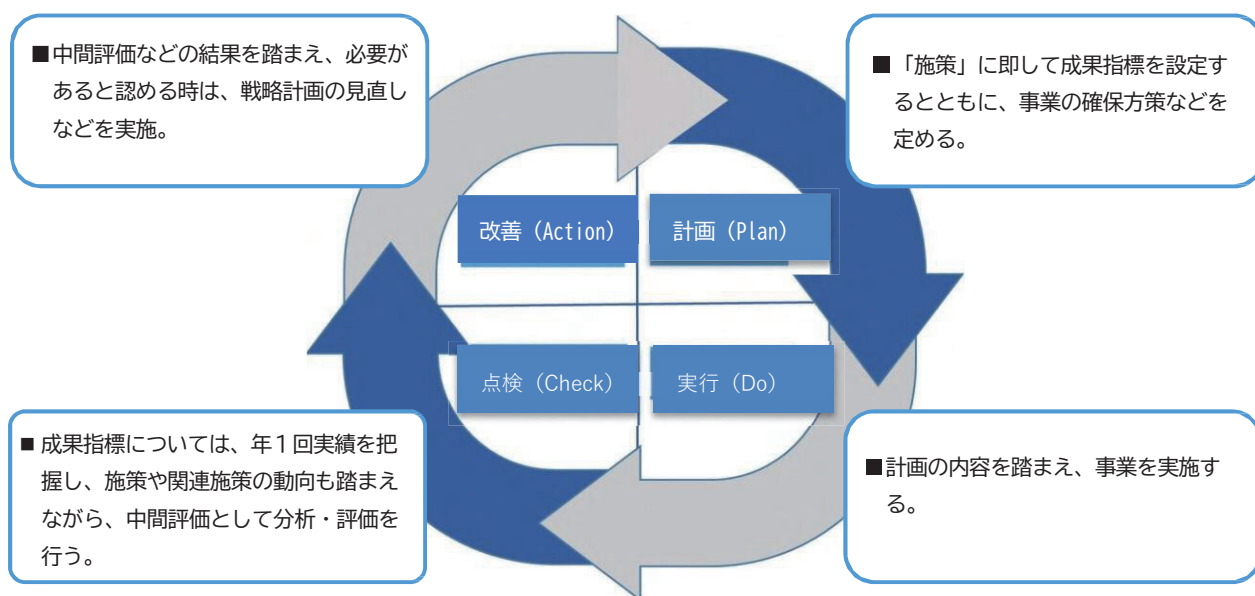 ■中間評価などの結果を踏まえ、必要が
あると認める時は、戦略計画の見直し
などを実施。
■「施策」に即して成果指標を設定す
るとともに、事業の確保方策などを
定める。
改善（Action）
計画（Plan）
点検（Check）
実行（Do）
■成果指標については、年１回実績を把
握し、施策や関連施策の動向も踏まえ
ながら、中間評価として分析・評価を
行う。
■計画の内容を踏まえ、事業を実施す
る。